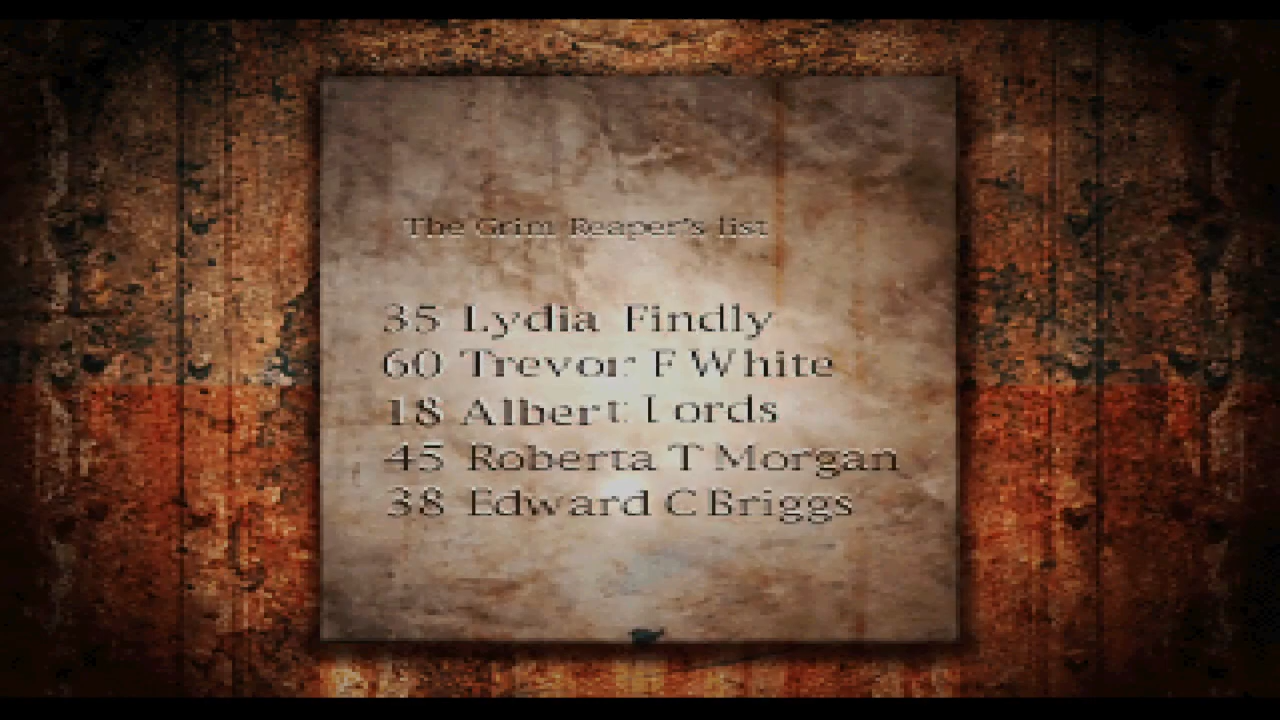 The Grim Reaper's list
35 Lydia Findly
60 Trevor F White
18 Albert Lords
45 Roberta T Morgan
38 Edward C Briggs